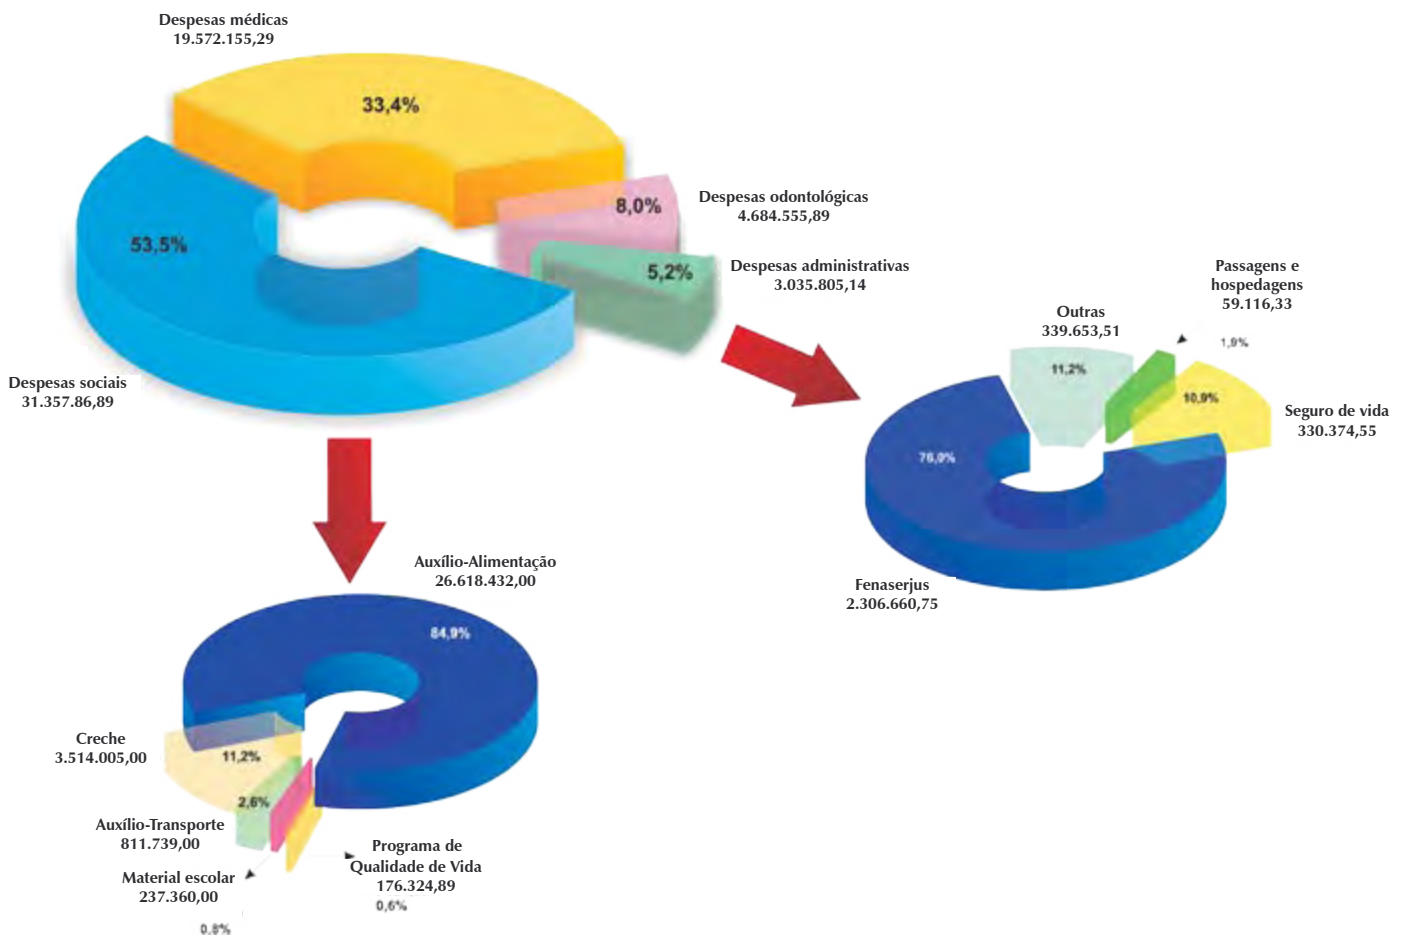 Despesas médicas
19.572.155,29
33,4%
Despesas odontológicas
4.684.555,89
8,0%
Despesas administrativas
3.035.805,14
5,2%
53,5%
Despesas sociais
31.357.86,89
Passagens e
hospedagens
59.116,33
1,9%
Outras
339.653,51
11,2%
10,9%
Seguro de vida
330.374,55
76,0%
Fenaserjus
2.306.660,75
Auxílio-Alimentação
26.618.432,00
84,9%
Creche
3.514.005,00
11,2%
2,6%
Auxílio-Transporte
811.739,00
Material escolar
237.360,00
0,8%
Programa de
Qualidade de Vida
176.324,89
0,6%